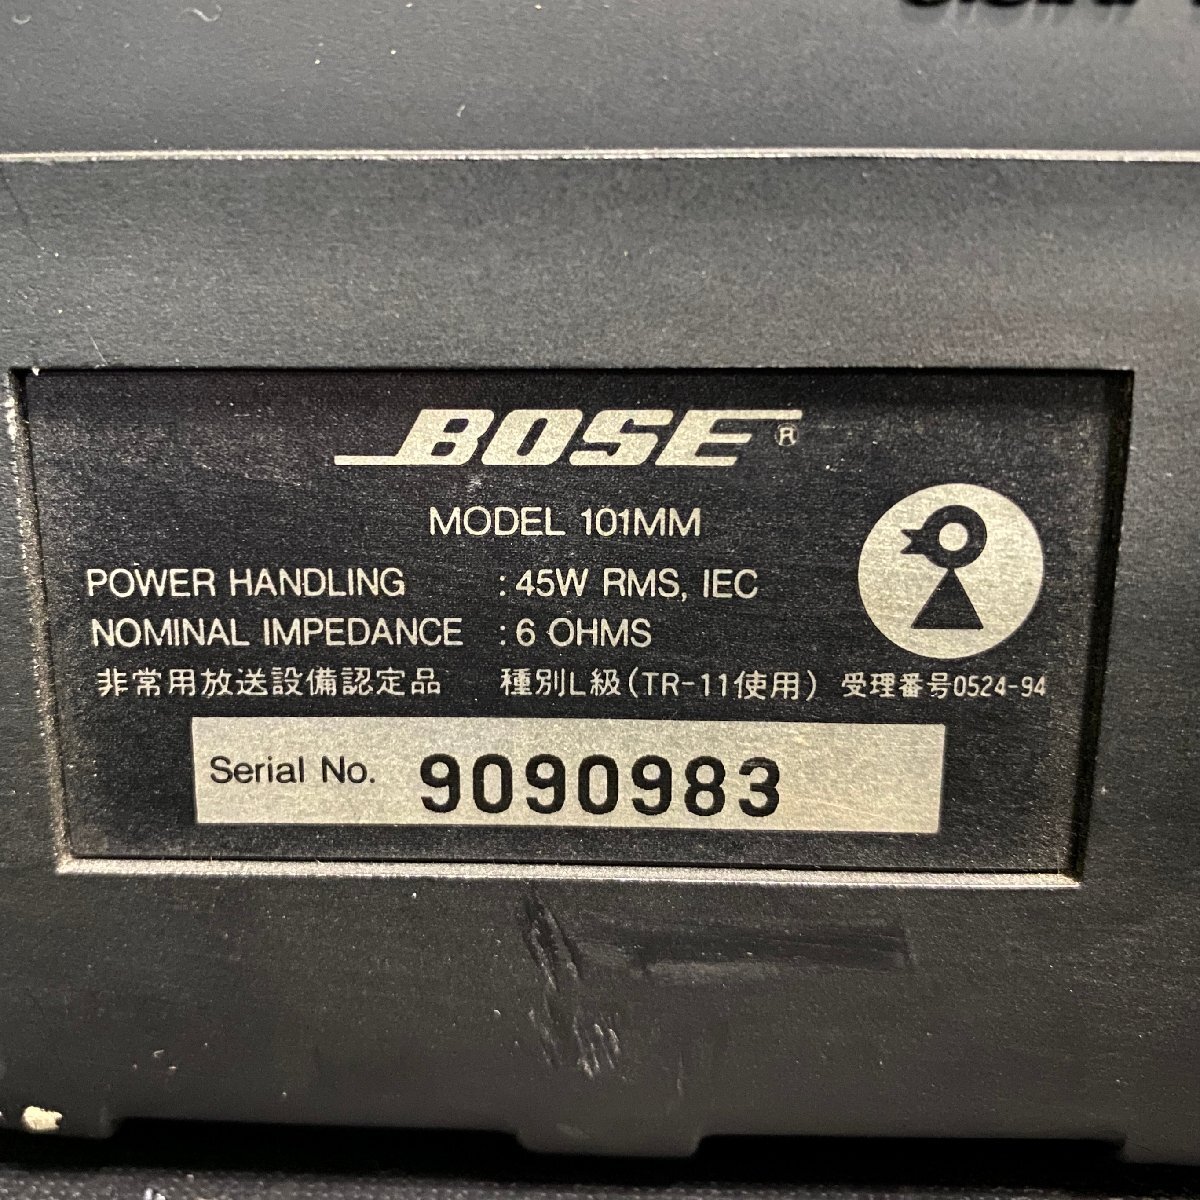 BOSE®
MODEL 101MM
POWER HANDLING : 45W RMS, IEC
NOMINAL IMPEDANCE : 6 OHMS
非常用放送設備認定品 種別L級(TR-11使用) 受理番号0524-94
Serial No. 9090983